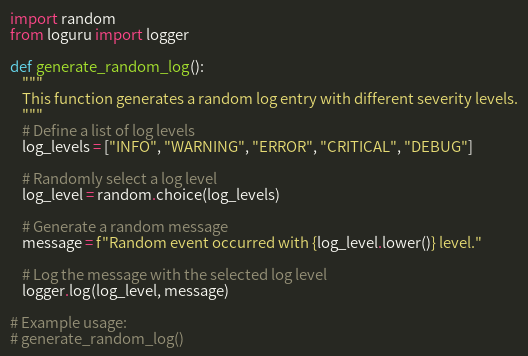 import random
from loguru import logger

def generate_random_log():
    """
    This function generates a random log entry with different severity levels.
    """
    # Define a list of log levels
    log_levels = ["INFO", "WARNING", "ERROR", "CRITICAL", "DEBUG"]

    # Randomly select a log level
    log_level = random.choice(log_levels)

    # Generate a random message
    message = f"Random event occurred with {log_level.lower()} level."

    # Log the message with the selected log level
    logger.log(log_level, message)

# Example usage:
# generate_random_log()